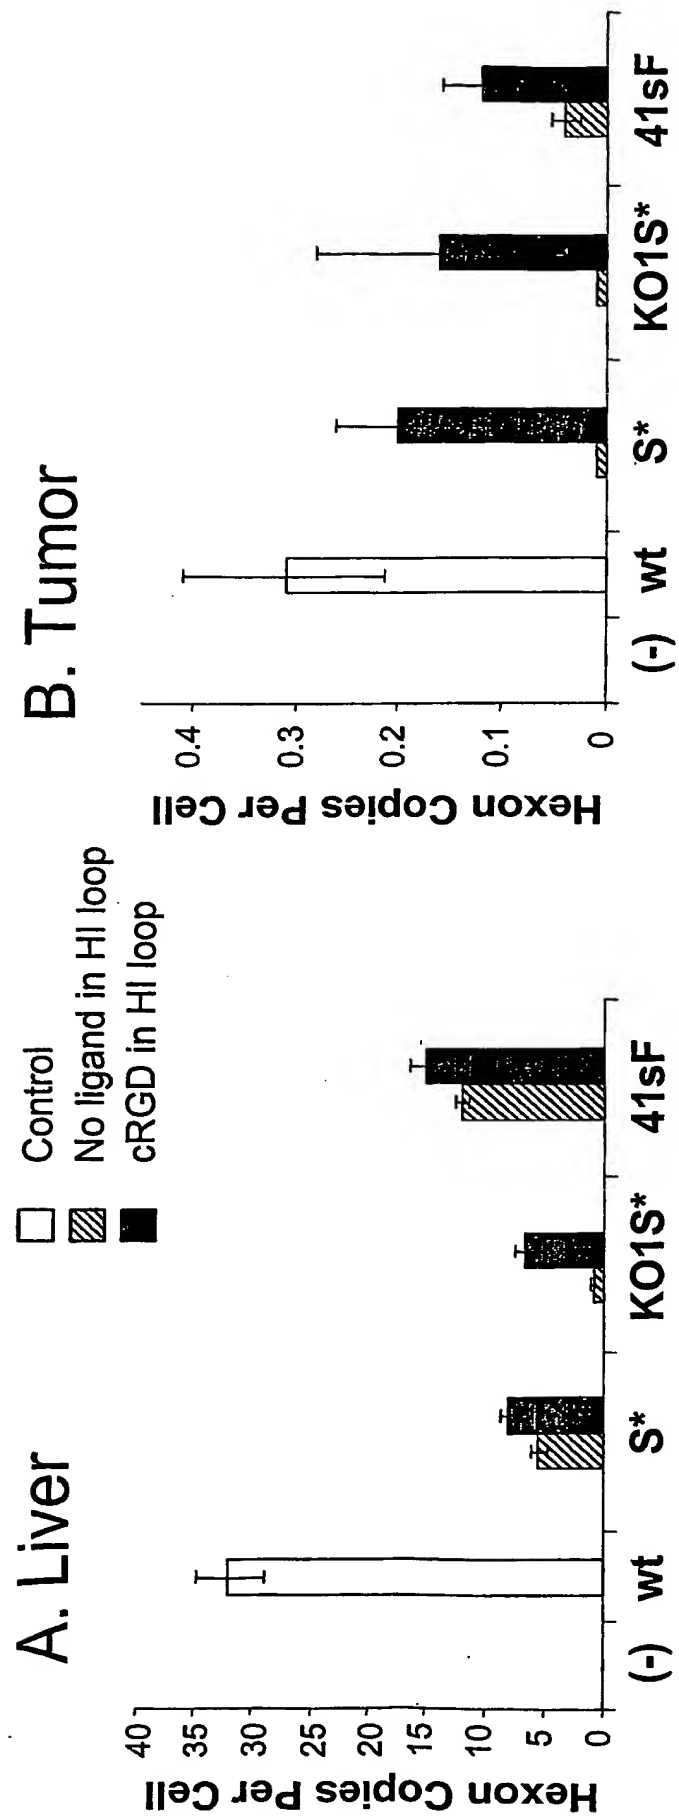 A. Liver
Control
No ligand in HI loop
cRGD in HI loop
Hexon Copies Per Cell
40
35
30
25
20
15
10
5
0
(-) wt S* KO1S* 41sF
B. Tumor
Hexon Copies Per Cell
0.4
0.3
0.2
0.1
0
(-) wt S* KO1S* 41sF